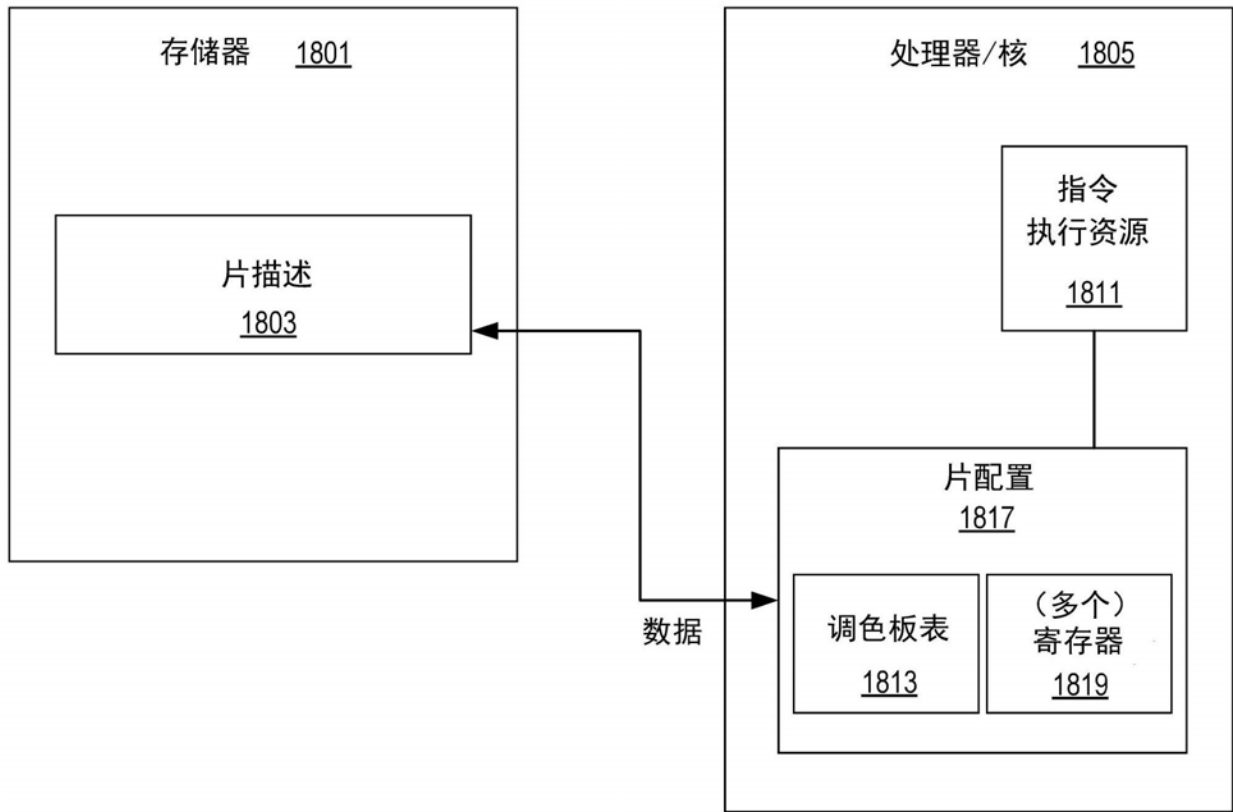 存储器 1801
处理器/核 1805
指令
执行资源
1811
片描述
1803
片配置
1817
数据
调色板表
1813
（多个）
寄存器
1819